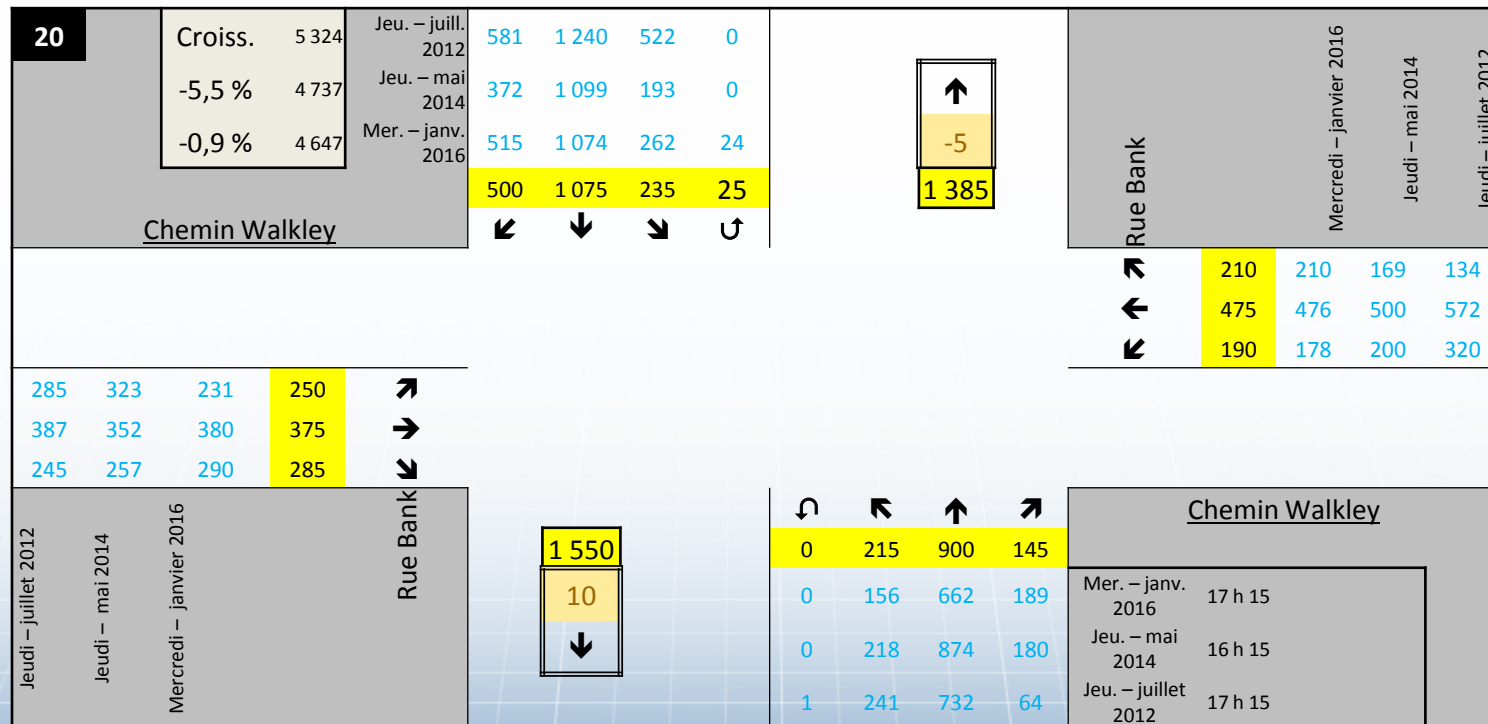 20 Croiss. 5 324 Jeu. – juill. 2012 581 1 240 522 0
-5,5 % 4 737 Jeu. – mai 2014 372 1 099 193 0 ↑
-0,9 % 4 647 Mer. – janv. 2016 515 1 074 262 24 -5
500 1 075 235 25 1 385
Chemin Walkley ↙ ↓ ↘ ⮍
Rue Bank Mercredi – janvier 2016 Jeudi – mai 2014 Jeudi – juillet 2012
↖ 210 210 169 134
← 475 476 500 572
↙ 190 178 200 320
285 323 231 250 ↗
387 352 380 375 →
245 257 290 285 ↘
Jeudi – juillet 2012 Jeudi – mai 2014 Mercredi – janvier 2016 Rue Bank
⮏ ↖ ↑ ↗ Chemin Walkley
1 550 0 215 900 145
10 0 156 662 189 Mer. – janv. 2016 17 h 15
↓ 0 218 874 180 Jeu. – mai 2014 16 h 15
1 241 732 64 Jeu. – juillet 2012 17 h 15